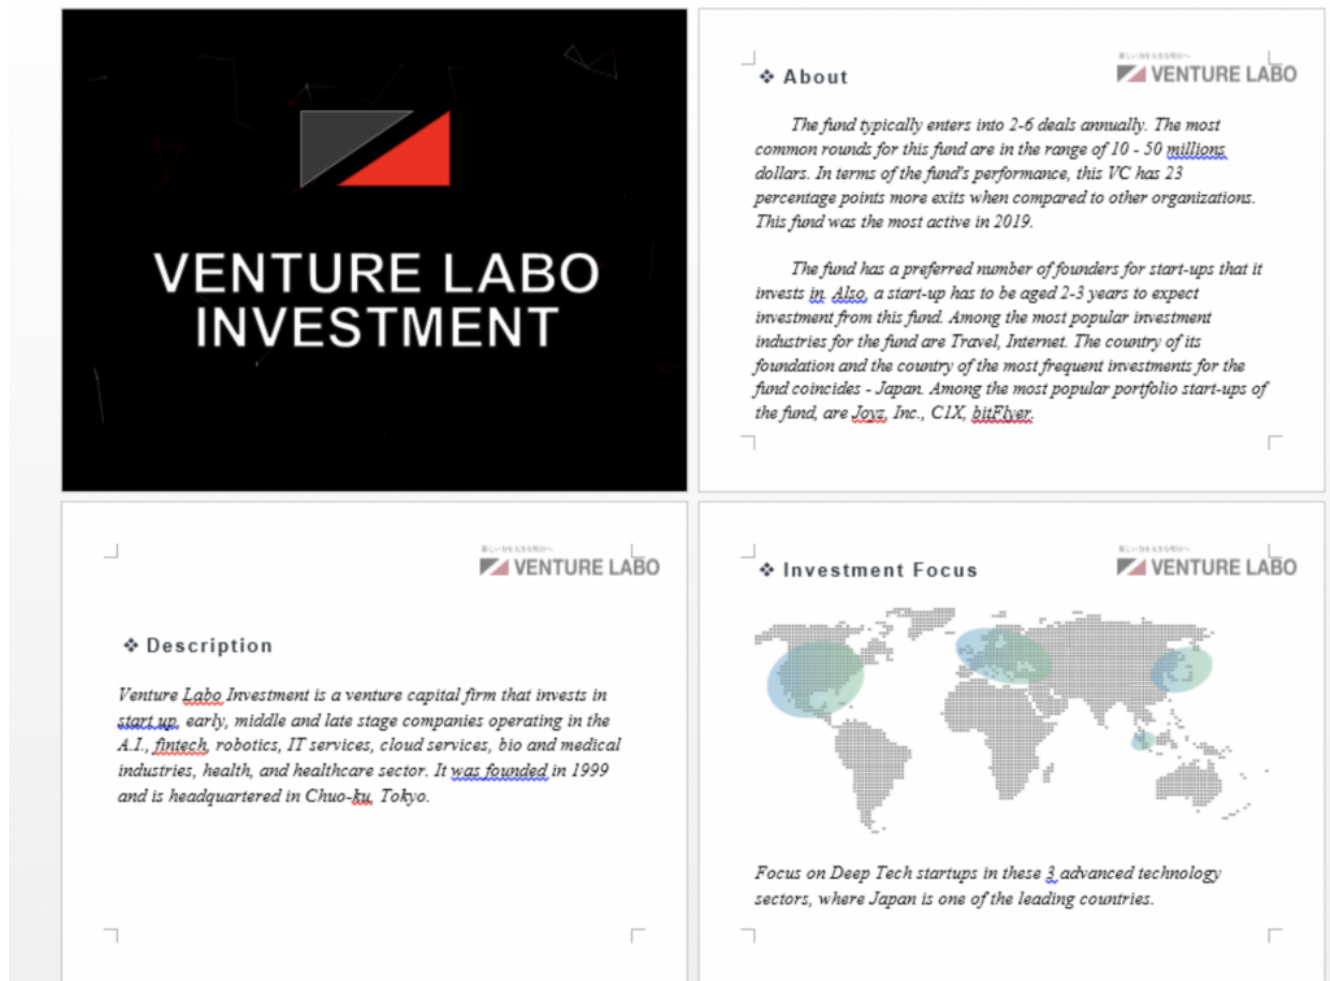 VENTURE LABO
INVESTMENT
VENTURE LABO
❖ About
The fund typically enters into 2-6 deals annually. The most
common rounds for this fund are in the range of 10 - 50 millions
dollars. In terms of the fund's performance, this VC has 23
percentage points more exits when compared to other organizations.
This fund was the most active in 2019.
The fund has a preferred number of founders for start-ups that it
invests in. Also, a start-up has to be aged 2-3 years to expect
investment from this fund. Among the most popular investment
industries for the fund are Travel, Internet. The country of its
foundation and the country of the most frequent investments for the
fund coincides - Japan. Among the most popular portfolio start-ups of
the fund, are Joyz, Inc., C1X, bitFlyer.
VENTURE LABO
❖ Description
Venture Labo Investment is a venture capital firm that invests in
start up, early, middle and late stage companies operating in the
A.I., fintech, robotics, IT services, cloud services, bio and medical
industries, health, and healthcare sector. It was founded in 1999
and is headquartered in Chuo-ku, Tokyo.
VENTURE LABO
❖ Investment Focus
Focus on Deep Tech startups in these 3 advanced technology
sectors, where Japan is one of the leading countries.